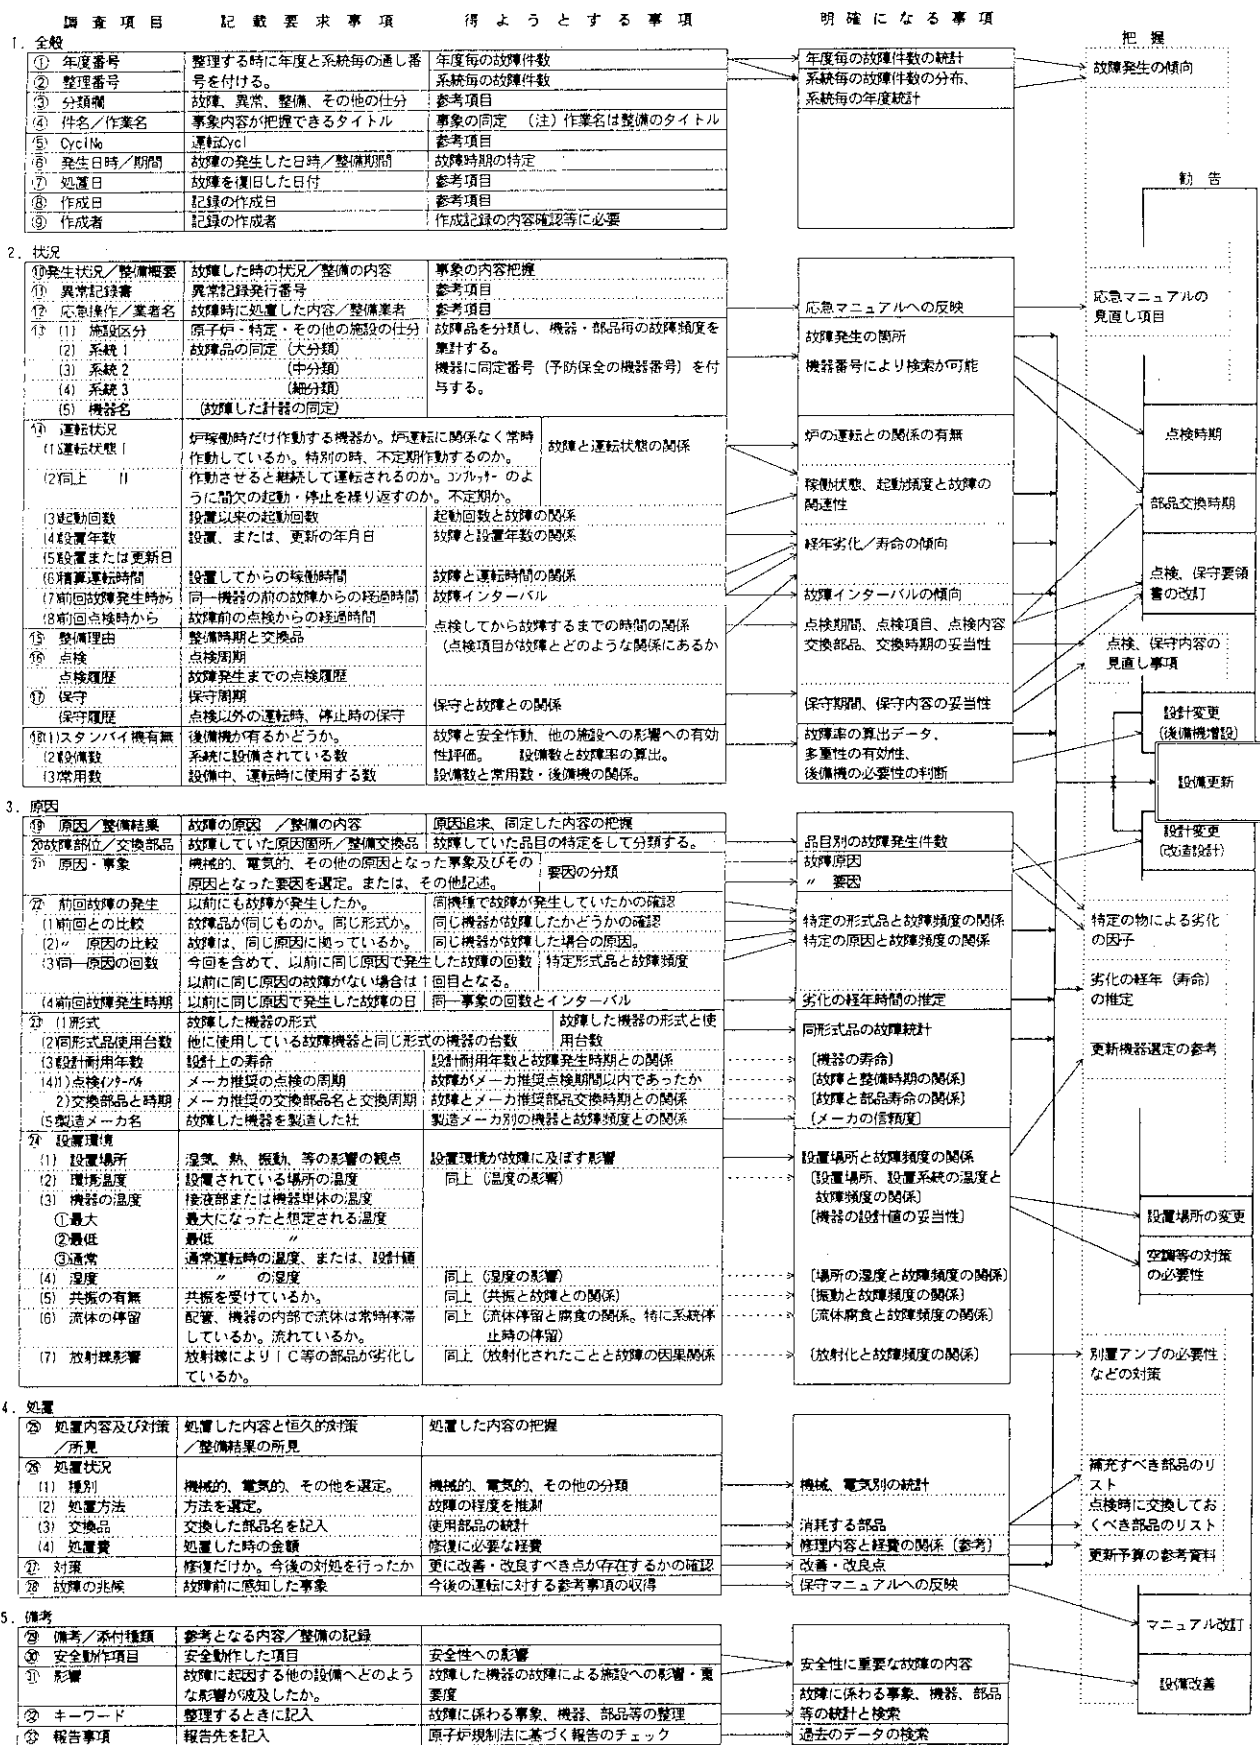 調査項目 記載要求事項 得ようとする事項 明確になる事項
把握
勧告
1. 全般
① 年度番号 整理する時に年度と系統毎の通し番 年度毎の故障件数 年度毎の故障件数の統計
② 整理番号 号を付ける。 系統毎の故障件数 系統毎の故障件数の分布、
系統毎の年度統計
故障発生の傾向
③ 分類欄 故障、異常、整備、その他の仕分 参考項目
④ 件名/作業名 事象内容が把握できるタイトル 事象の同定 (注)作業名は整備のタイトル
⑤ CyclNo 運転Cycl 参考項目
⑥ 発生日時/期間 故障の発生した日時/整備期間 故障時期の特定
⑦ 処置日 故障を復旧した日付 参考項目
⑧ 作成日 記録の作成日 参考項目
⑨ 作成者 記録の作成者 作成記録の内容確認等に必要
2. 状況
⑩発生状況/整備概要 故障した時の状況/整備の内容 事象の内容把握
⑪ 異常記録書 異常記録発行番号 参考項目
⑫ 応急操作/業者名 故障時に処置した内容/整備業者 参考項目 応急マニュアルへの反映
応急マニュアルの
見直し項目
⑬ (1) 施設区分 原子炉・特定・その他の施設の仕分 故障品を分類し、機器・部品毎の故障頻度を 故障発生の箇所
(2) 系統1 故障品の同定 (大分類) 集計する。
(3) 系統2 (中分類) 機器に同定番号(予防保全の機器番号)を付 機器番号により検索が可能
(4) 系統3 (細分類) 与する。
(5) 機器名 (故障した計器の同定)
⑭ 運転状況
(1)運転状態I 炉稼働時だけ作動する機器か。炉運転に関係なく常時 故障と運転状態の関係 炉の運転との関係の有無
作動しているか。特別の時、不定期作動するのか。
(2)同上 II 作動させると継続して運転されるのか。コンプレッサーのよ 稼働状態、起動頻度と故障の
うに間欠の起動・停止を繰り返すのか。不定期か。 関連性
(3)起動回数 設置以来の起動回数 起動回数と故障の関係
(4)設置年数 設置、または、更新の年月日 故障と設置年数の関係 経年劣化/寿命の傾向
(5)設置または更新日
(6)積算運転時間 設置してからの稼働時間 故障と運転時間の関係
(7)前回故障発生時から 同一機器の前の故障からの経過時間 故障インターバル 故障インターバルの傾向
(8)前回点検時から 故障前の点検からの経過時間
点検してから故障するまでの時間の関係 点検期間、点検項目、点検内容
⑮ 整備理由 整備時期と交換品 (点検項目が故障とどのような関係にあるか 交換部品、交換時期の妥当性
⑯ 点検 点検周期
点検履歴 故障発生までの点検履歴
⑰ 保守 保守周期 保守と故障との関係 保守期間、保守内容の妥当性
保守履歴 点検以外の運転時、停止時の保守
⑱(1)スタンバイ機有無 後備機が有るかどうか。 故障と安全作動、他の施設への影響への有効 故障率の算出データ、
(2)設備数 系統に設備されている数 性評価。 設備数と故障率の算出。 多重性の有効性、
(3)常用数 設備中、運転時に使用する数 設備数と常用数・後備機の関係。 後備機の必要性の判断
点検時期
部品交換時期
点検、保守要領
書の改訂
点検、保守内容の
見直し事項
設計変更
(後備機増設)
設備更新
設計変更
(改造設計)
3. 原因
⑲ 原因/整備結果 故障の原因 /整備の内容 原因追求、同定した内容の把握
⑳故障部位/交換部品 故障していた原因箇所/整備交換品 故障していた品目の特定をして分類する。 品目別の故障発生件数
㉑ 原因・事象 機械的、電気的、その他の原因となった事象及びその 要因の分類 故障原因
原因となった要因を選定。または、その他記述。 〃 要因
㉒ 前回故障の発生 以前にも故障が発生したか。 同機種で故障が発生していたかの確認
(1)前回との比較 故障品が同じものか。同じ形式か。 同じ機器が故障したかどうかの確認 特定の形式品と故障頻度の関係
(2)〃 原因の比較 故障は、同じ原因に拠っているか。 同じ機器が故障した場合の原因。 特定の原因と故障頻度の関係
(3)同一原因の回数 今回を含めて、以前に同じ原因で発生した故障の回数 特定形式品と故障頻度
以前に同じ原因の故障がない場合は1回目となる。
(4)前回故障発生時期 以前に同じ原因で発生した故障の日 同一事象の回数とインターバル 劣化の経年時間の推定
特定の物による劣化
の因子
劣化の経年(寿命)
の推定
㉓ (1)形式 故障した機器の形式 故障した機器の形式と使 同形式品の故障統計
(2)同形式品使用台数 他に使用している故障機器と同じ形式の機器の台数 用台数
(3)設計耐用年数 設計上の寿命 設計耐用年数と故障発生時期との関係 [機器の寿命]
(4)1)点検インターバル メーカ推奨の点検の周期 故障がメーカ推奨点検期間以内であったか [故障と整備時期の関係]
2)交換部品と時期 メーカ推奨の交換部品名と交換周期 故障とメーカ推奨部品交換時期との関係 [故障と部品寿命の関係]
(5)製造メーカ名 故障した機器を製造した社 製造メーカ別の機器と故障頻度との関係 [メーカの信頼度]
更新機器選定の参考
㉔ 設置環境
(1) 設置場所 湿気、熱、振動、等の影響の観点 設置環境が故障に及ぼす影響 設置場所と故障頻度の関係
(2) 環境温度 設置されている場所の温度 同上(温度の影響) [設置場所、設置系統の温度と
(3) 機器の温度 接液部または機器単体の温度 故障頻度の関係]
①最大 最大になったと想定される温度 [機器の設計値の妥当性]
②最低 最低 〃
③通常 通常運転時の温度、または、設計値
(4) 湿度 〃 の湿度 同上(湿度の影響) [場所の湿度と故障頻度の関係]
(5) 共振の有無 共振を受けているか。 同上(共振と故障との関係) [振動と故障頻度の関係]
(6) 流体の停留 配管、機器の内部で流体は常時停滞 同上(流体停留と腐食の関係。特に系統停 [流体腐食と故障頻度の関係]
しているか。流れているか。 止時の停留)
(7) 放射線影響 放射線によりIC等の部品が劣化し 同上(放射化されたことと故障の因果関係 [放射化と故障頻度の関係]
ているか。
設置場所の変更
空調等の対策
の必要性
別置アンプの必要性
などの対策
4. 処置
㉕ 処置内容及び対策 処置した内容と恒久的対策 処置した内容の把握
/所見 /整備結果の所見
㉖ 処置状況
(1) 種別 機械的、電気的、その他を選定。 機械的、電気的、その他の分類 機械、電気別の統計
(2) 処置方法 方法を選定。 故障の程度を推測
(3) 交換品 交換した部品名を記入 使用部品の統計 消耗する部品
(4) 処置費 処置した時の金額 修復に必要な経費 修理内容と経費の関係(参考)
㉗ 対策 修復だけか。今後の対処を行ったか 更に改善・改良すべき点が存在するかの確認 改善・改良点
㉘ 故障の兆候 故障前に感知した事象 今後の運転に対する参考事項の収得 保守マニュアルへの反映
補充すべき部品のリ
スト
点検時に交換してお
くべき部品のリスト
更新予算の参考資料
マニュアル改訂
5. 備考
㉙ 備考/添付種類 参考となる内容/整備の記録
㉚ 安全動作項目 安全動作した項目 安全性への影響 安全性に重要な故障の内容
㉛ 影響 故障に起因する他の設備へどのよう 故障した機器の故障による施設への影響・重
な影響が波及したか。 要度
設備改善
故障に係わる事象、機器、部品
㉜ キーワード 整理するときに記入 故障に係わる事象、機器、部品等の整理 等の統計と検索
㉝ 報告事項 報告先を記入 原子炉規制法に基づく報告のチェック 過去のデータの検索